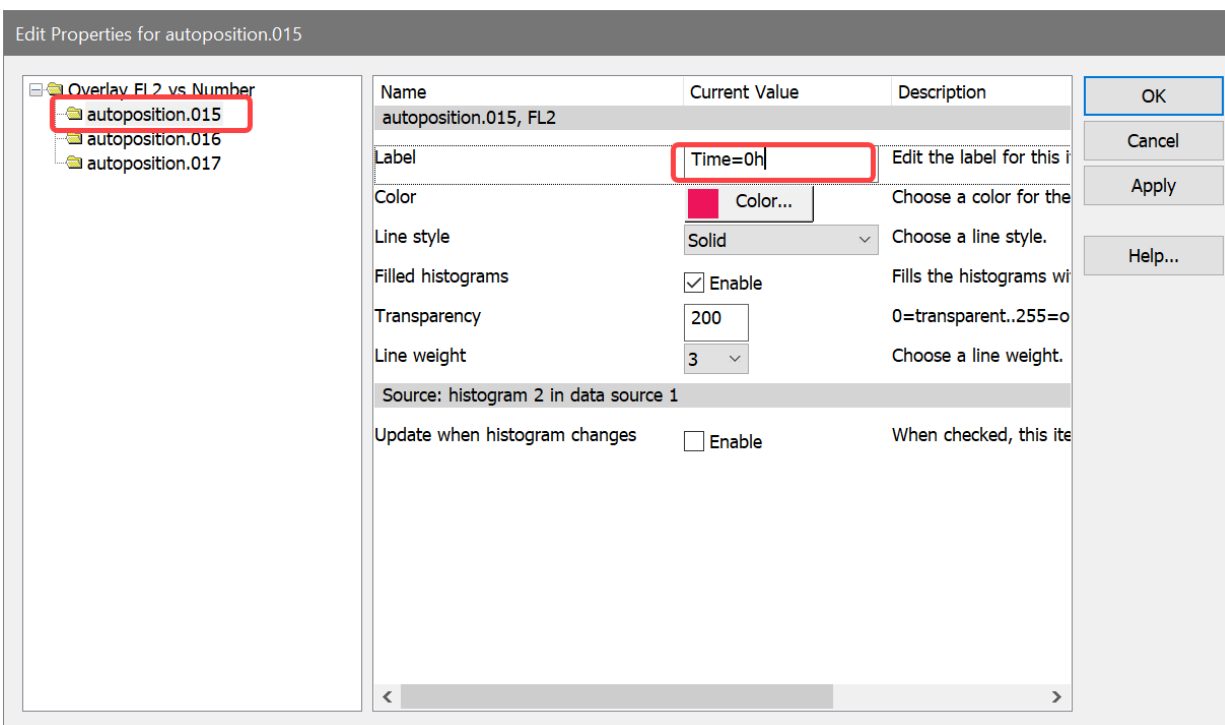 Edit Properties for autoposition.015
Overlay FL2 vs Number
autoposition.015
autoposition.016
autoposition.017
Name Current Value Description
autoposition.015, FL2
Label Time=0h Edit the label for this i
Color Color... Choose a color for the
Line style Solid Choose a line style.
Filled histograms Enable Fills the histograms wi
Transparency 200 0=transparent..255=o
Line weight 3 Choose a line weight.
Source: histogram 2 in data source 1
Update when histogram changes Enable When checked, this ite
OK
Cancel
Apply
Help...